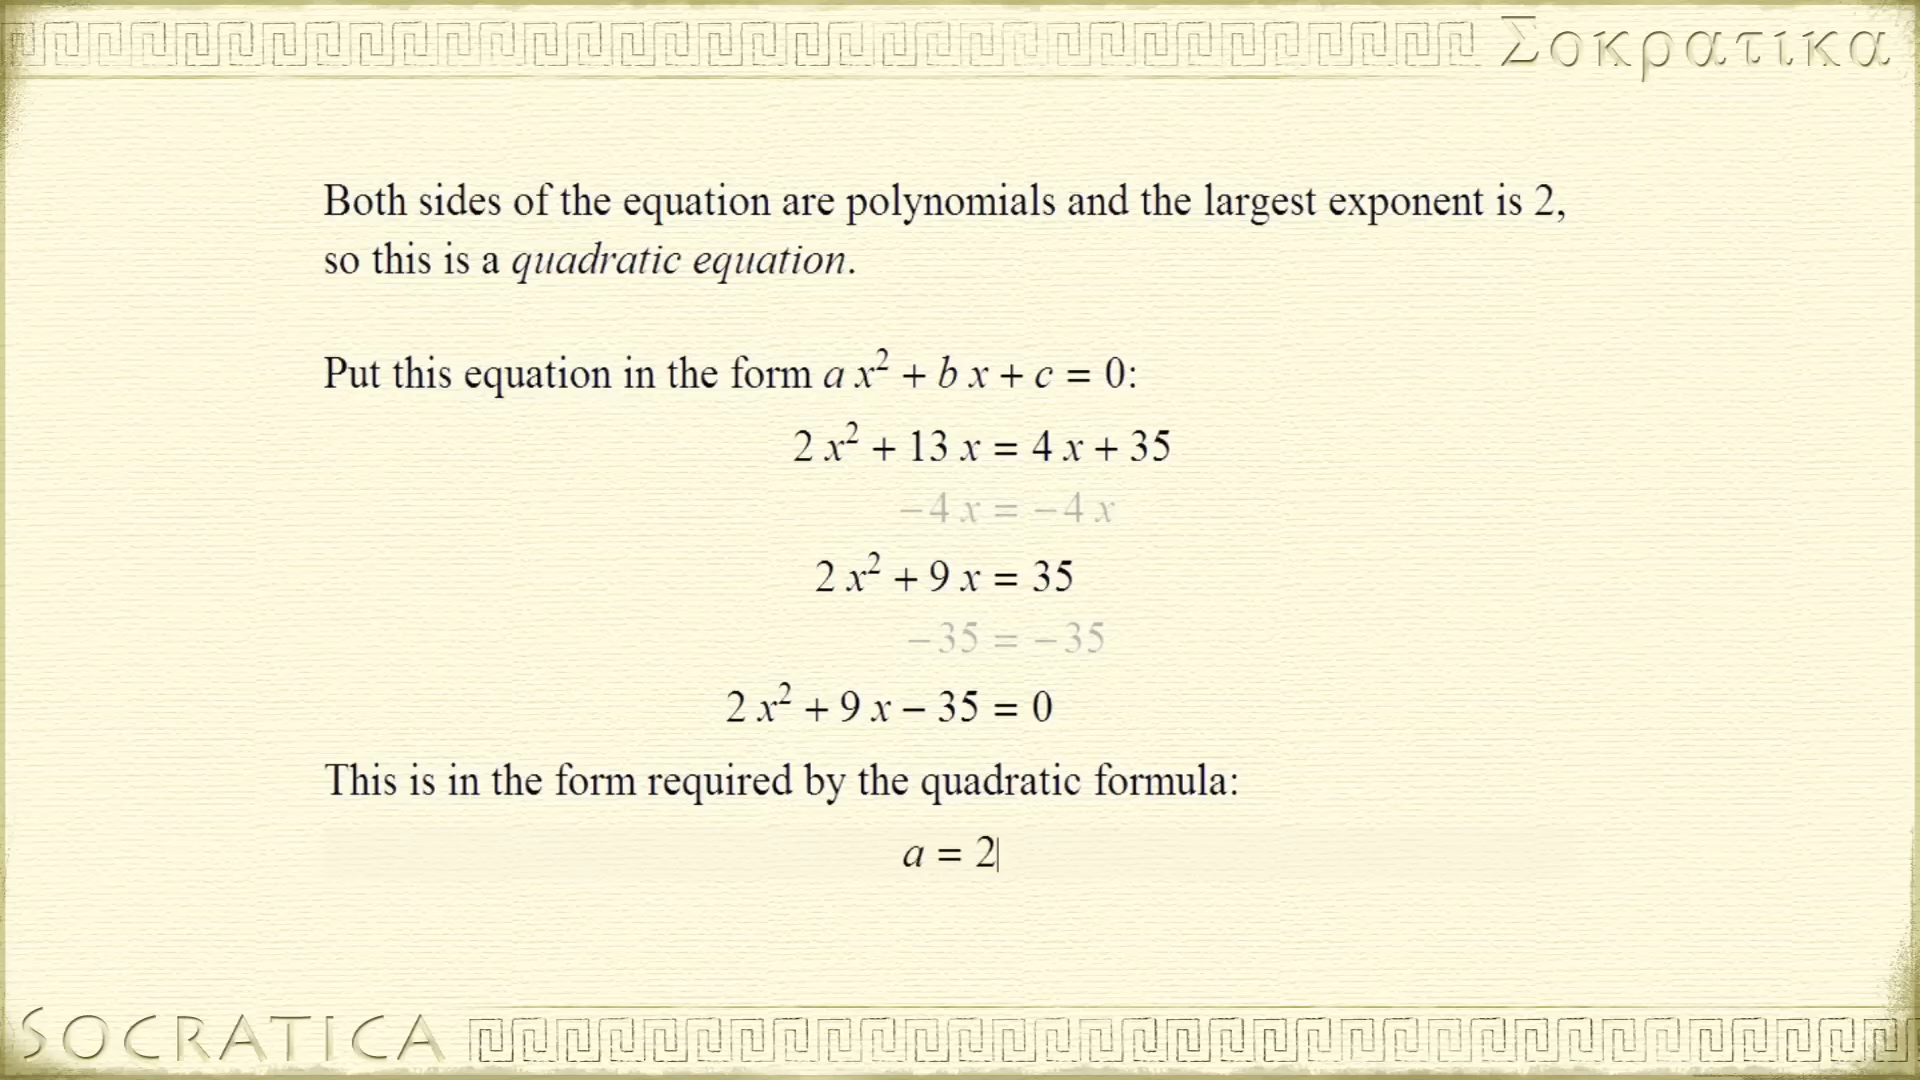 Σοκρατικα
Both sides of the equation are polynomials and the largest exponent is 2,
so this is a quadratic equation.
Put this equation in the form a x² + b x + c = 0:
2 x² + 13 x = 4 x + 35
−4 x = −4 x
2 x² + 9 x = 35
−35 = −35
2 x² + 9 x − 35 = 0
This is in the form required by the quadratic formula:
a = 2
SOCRATICA